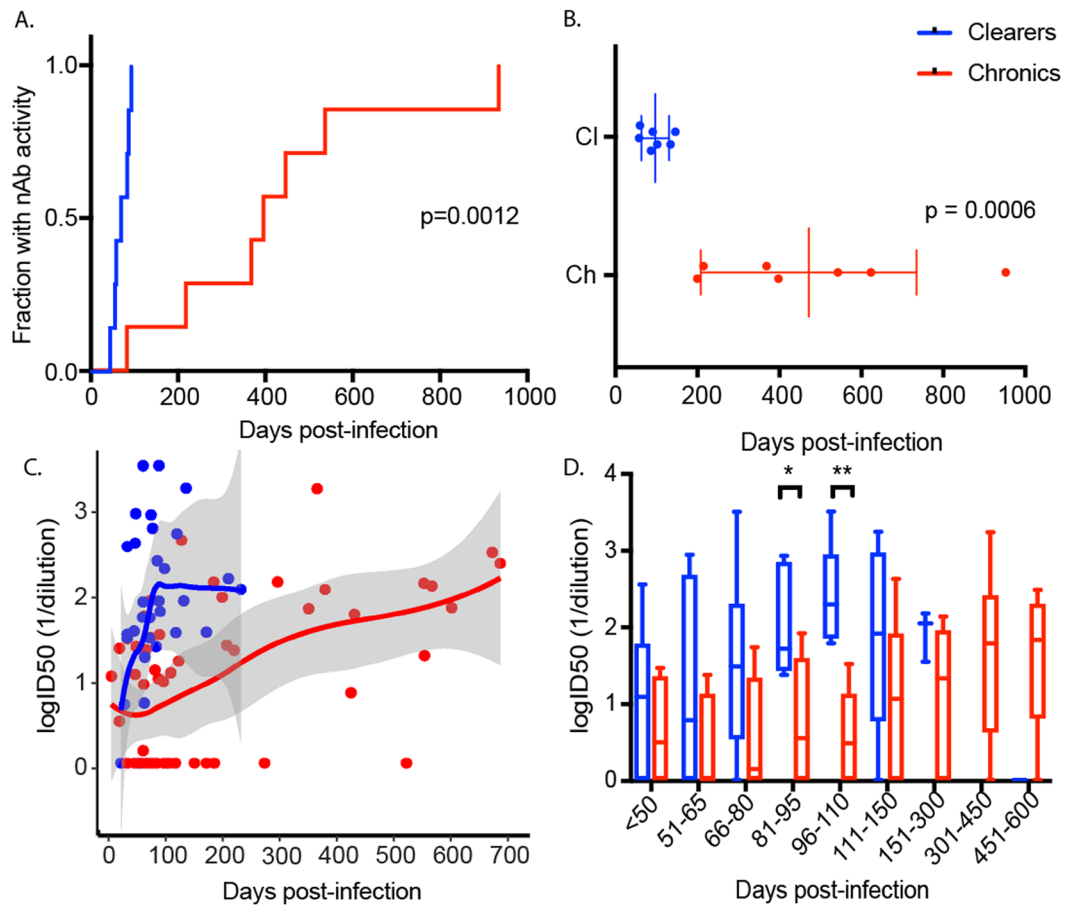 A.
Fraction with nAb activity
1.0
0.5
0.0
0 200 400 600 800 1000
Days post-infection
p=0.0012
B.
Clearers
Chronics
Cl
Ch
p = 0.0006
0 200 400 600 800 1000
Days post-infection
C.
logID50 (1/dilution)
3
2
1
0
0 100 200 300 400 500 600 700
Days post-infection
D.
logID50 (1/dilution)
4
3
2
1
0
* **
<50 51-65 66-80 81-95 96-110 111-150 151-300 301-450 451-600
Days post-infection